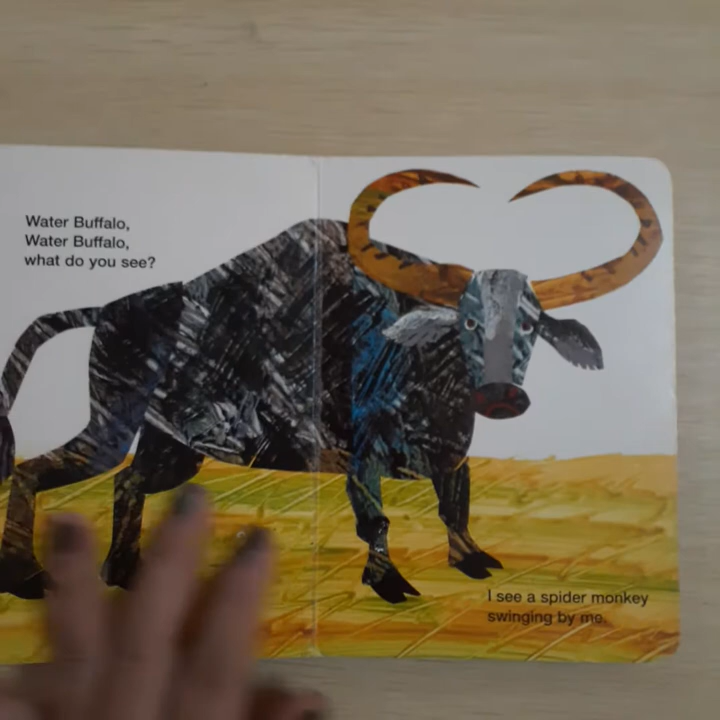 Water Buffalo,
Water Buffalo,
what do you see?
I see a spider monkey
swinging by me.